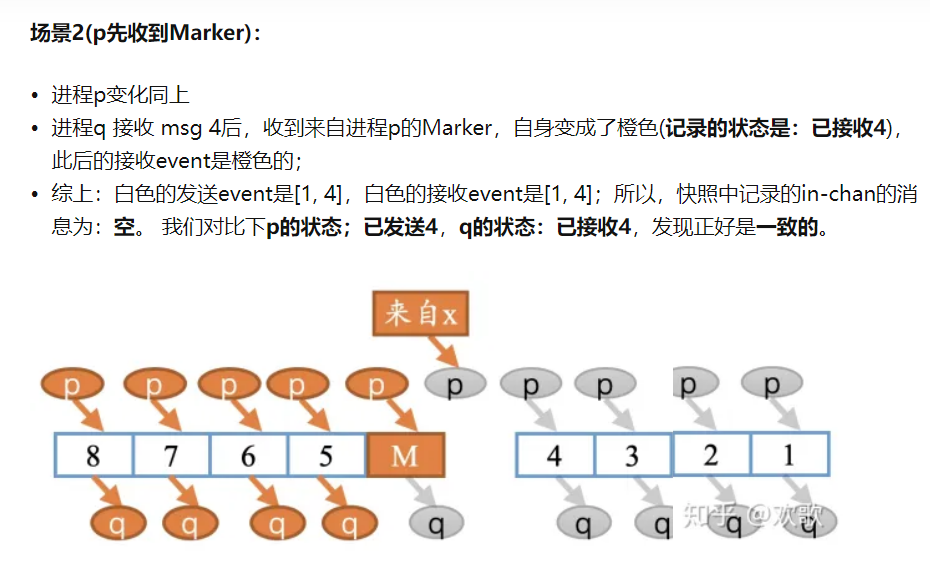 场景2(p先收到Marker)：
• 进程p变化同上
• 进程q 接收 msg 4后，收到来自进程p的Marker，自身变成了橙色(记录的状态是：已接收4)，
此后的接收event是橙色的；
• 综上：白色的发送event是[1, 4]，白色的接收event是[1, 4]；所以，快照中记录的in-chan的消
息为：空。 我们对比下p的状态；已发送4，q的状态：已接收4，发现正好是一致的。
来自x
p p p p p p p p p p
8 7 6 5 M 4 3 2 1
q q q q q q q q q
知乎 @欢歌